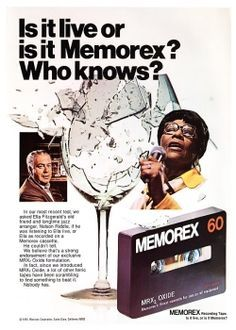 Is it live or
is it Memorex?
Who knows?
In our most recent test, we
asked Ella Fitzgerald's old
friend and longtime jazz
arranger, Nelson Riddle, if he
was listening to Ella live, or
Ella as recorded on a
Memorex cassette.
He couldn't tell.
We believe that's a strong
endorsement of our exclusive
MRX₂ Oxide formulation.
In fact, since we introduced
MRX₂ Oxide, a lot of other ferric
tapes have been scrambling
to find something to beat it.
Nobody has.
MEMOREX 60
MRX₂ OXIDE
MEMOREX Recording Tape.
Is it live, or is it Memorex?